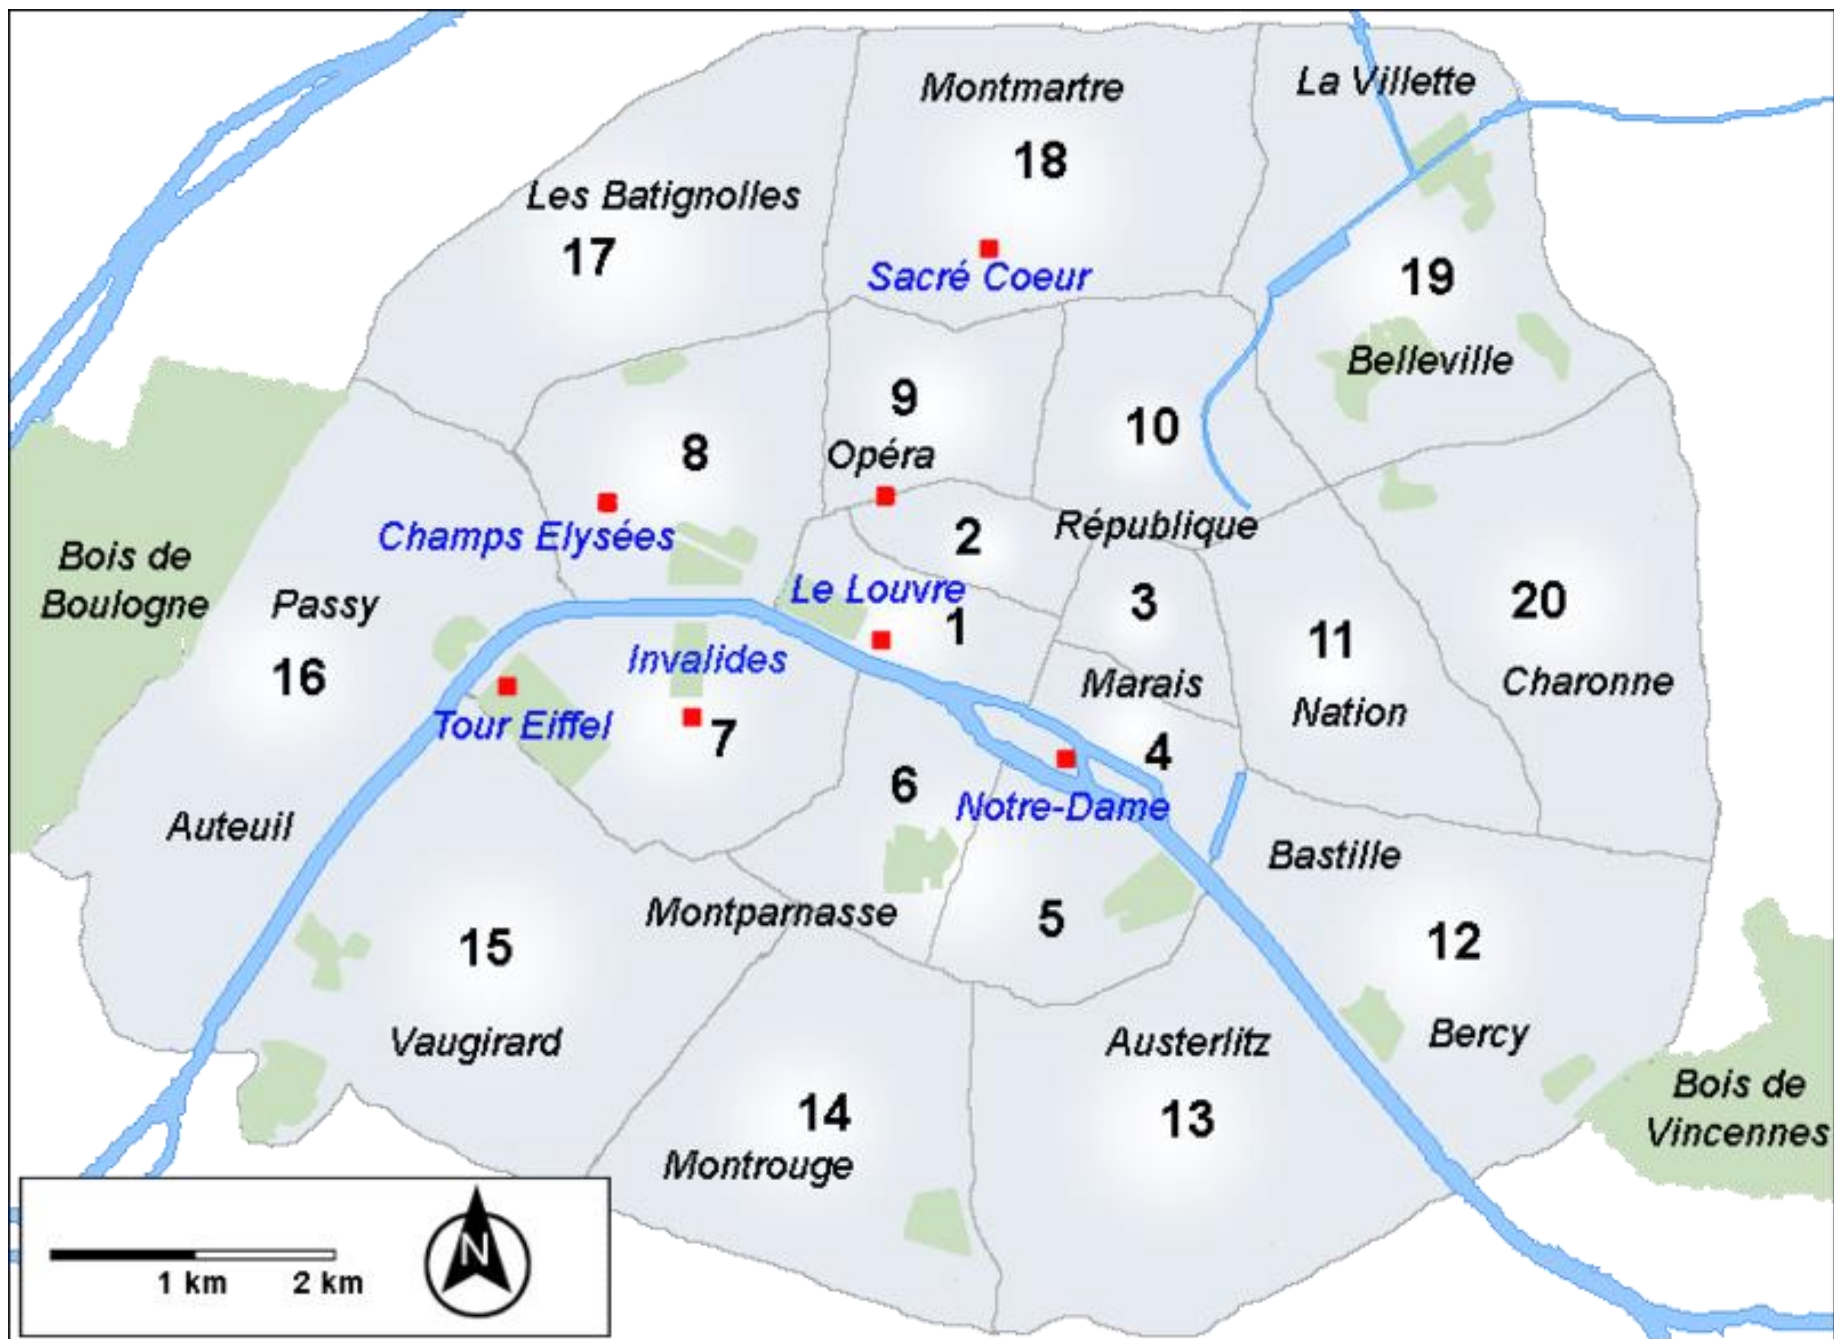 Montmartre
La Villette
18
Les Batignolles
17
Sacré Coeur
19
Belleville
9
10
8
Opéra
Champs Elysées
2
République
Bois de
Boulogne
Passy
Le Louvre
1
3
20
11
16
Invalides
Marais
Charonne
Nation
Tour Eiffel
7
4
6
Notre-Dame
Auteuil
Bastille
Montparnasse
5
15
12
Vaugirard
Austerlitz
Bercy
Bois de
Vincennes
14
13
Montrouge
N
1 km
2 km